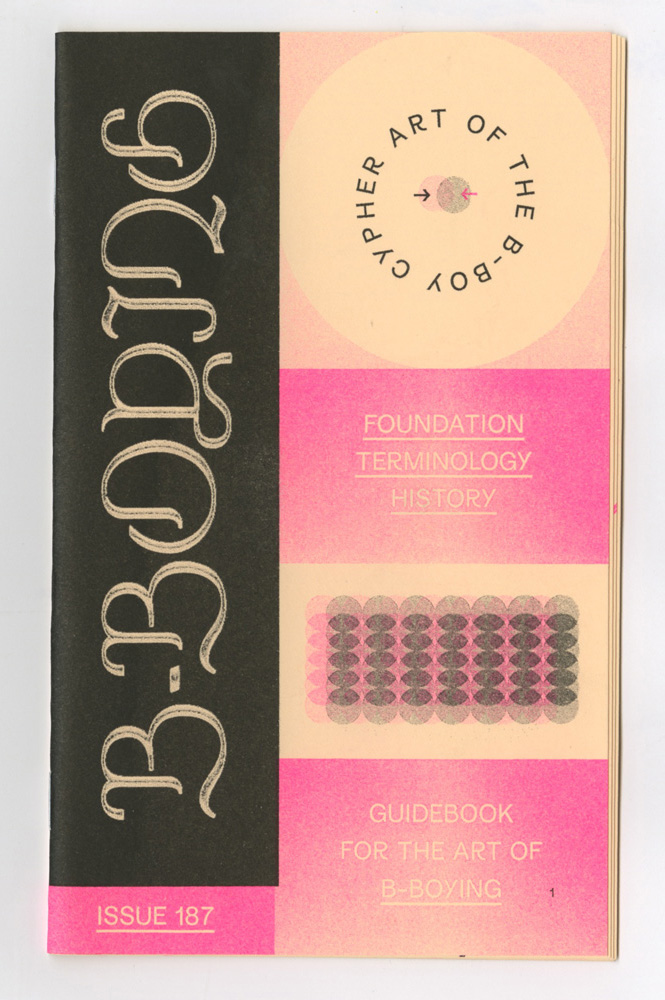 B-BOYING
ART OF THE B-BOY CYPHER
FOUNDATION
TERMINOLOGY
HISTORY
GUIDEBOOK
FOR THE ART OF
B-BOYING
1
ISSUE 187